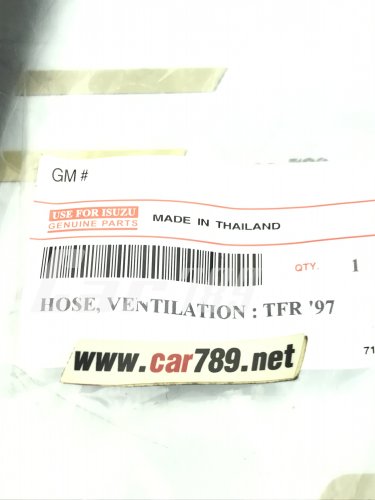 GM #
USE FOR ISUZU
GENUINE PARTS
MADE IN THAILAND
QTY. 1
HOSE, VENTILATION : TFR '97
www.car789.net
71